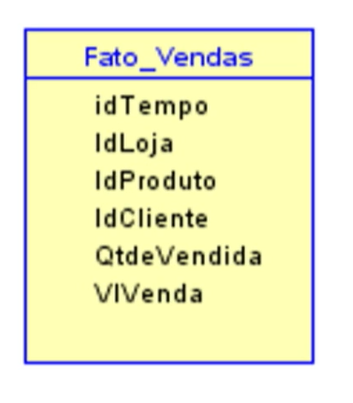 Fato_Vendas
idTempo
IdLoja
IdProduto
IdCliente
QtdeVendida
VlVenda